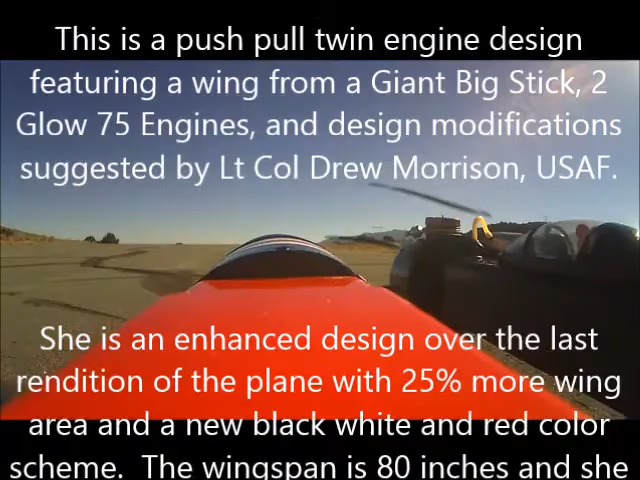 This is a push pull twin engine design
featuring a wing from a Giant Big Stick, 2
Glow 75 Engines, and design modifications
suggested by Lt Col Drew Morrison, USAF.
She is an enhanced design over the last
rendition of the plane with 25% more wing
area and a new black white and red color
scheme.  The wingspan is 80 inches and she